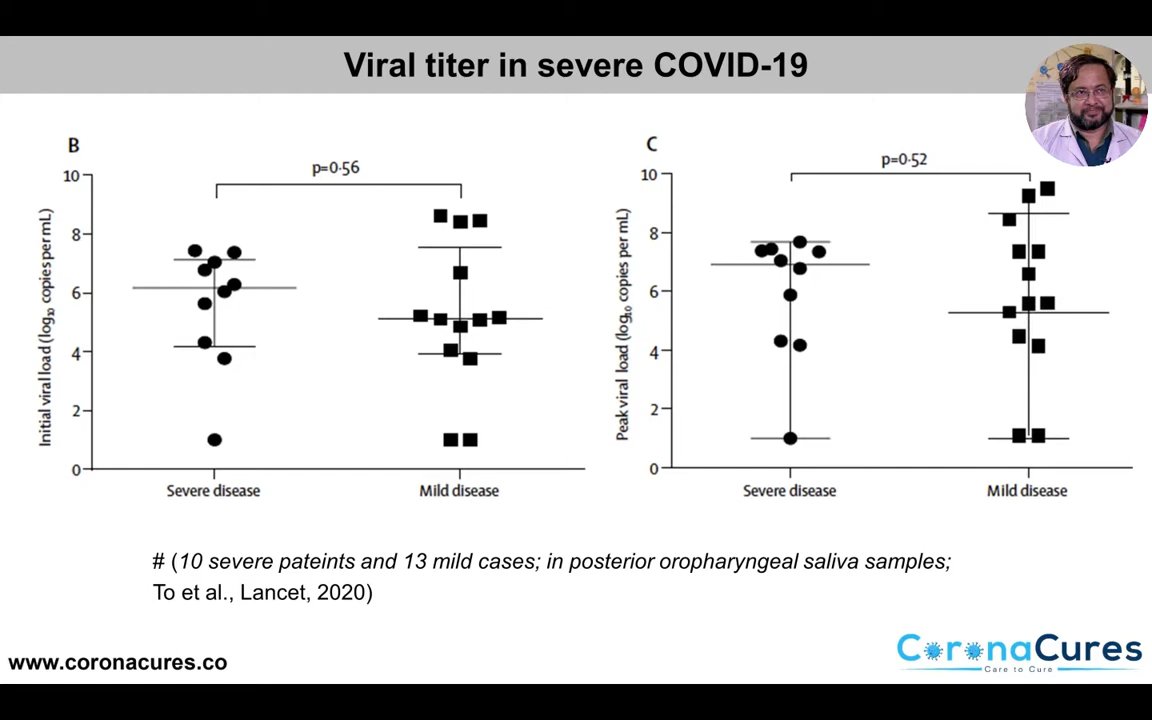 Viral titer in severe COVID-19
B
p=0·56
10
8
6
4
2
0
Initial viral load (log₁₀ copies per mL)
Severe disease
Mild disease
C
p=0·52
10
8
6
4
2
0
Peak viral load (log₁₀ copies per mL)
Severe disease
Mild disease
# (10 severe pateints and 13 mild cases; in posterior oropharyngeal saliva samples;
To et al., Lancet, 2020)
www.coronacures.co
CoronaCures
Care to Cure